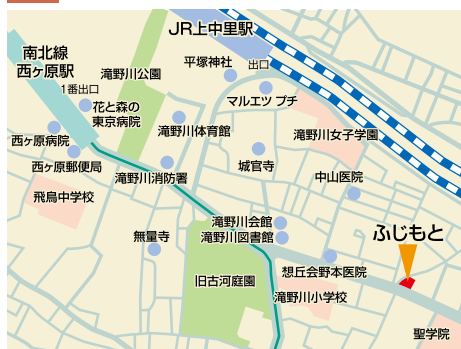 JR上中里駅
南北線
西ヶ原駅
1番出口
滝野川公園
平塚神社
出口
花と森の
東京病院
マルエツ プチ
滝野川体育館
滝野川女子学園
西ヶ原病院
西ヶ原郵便局
城官寺
滝野川消防署
中山医院
飛鳥中学校
滝野川会館
滝野川図書館
無量寺
ふじもと
旧古河庭園
想丘会野本医院
滝野川小学校
聖学院